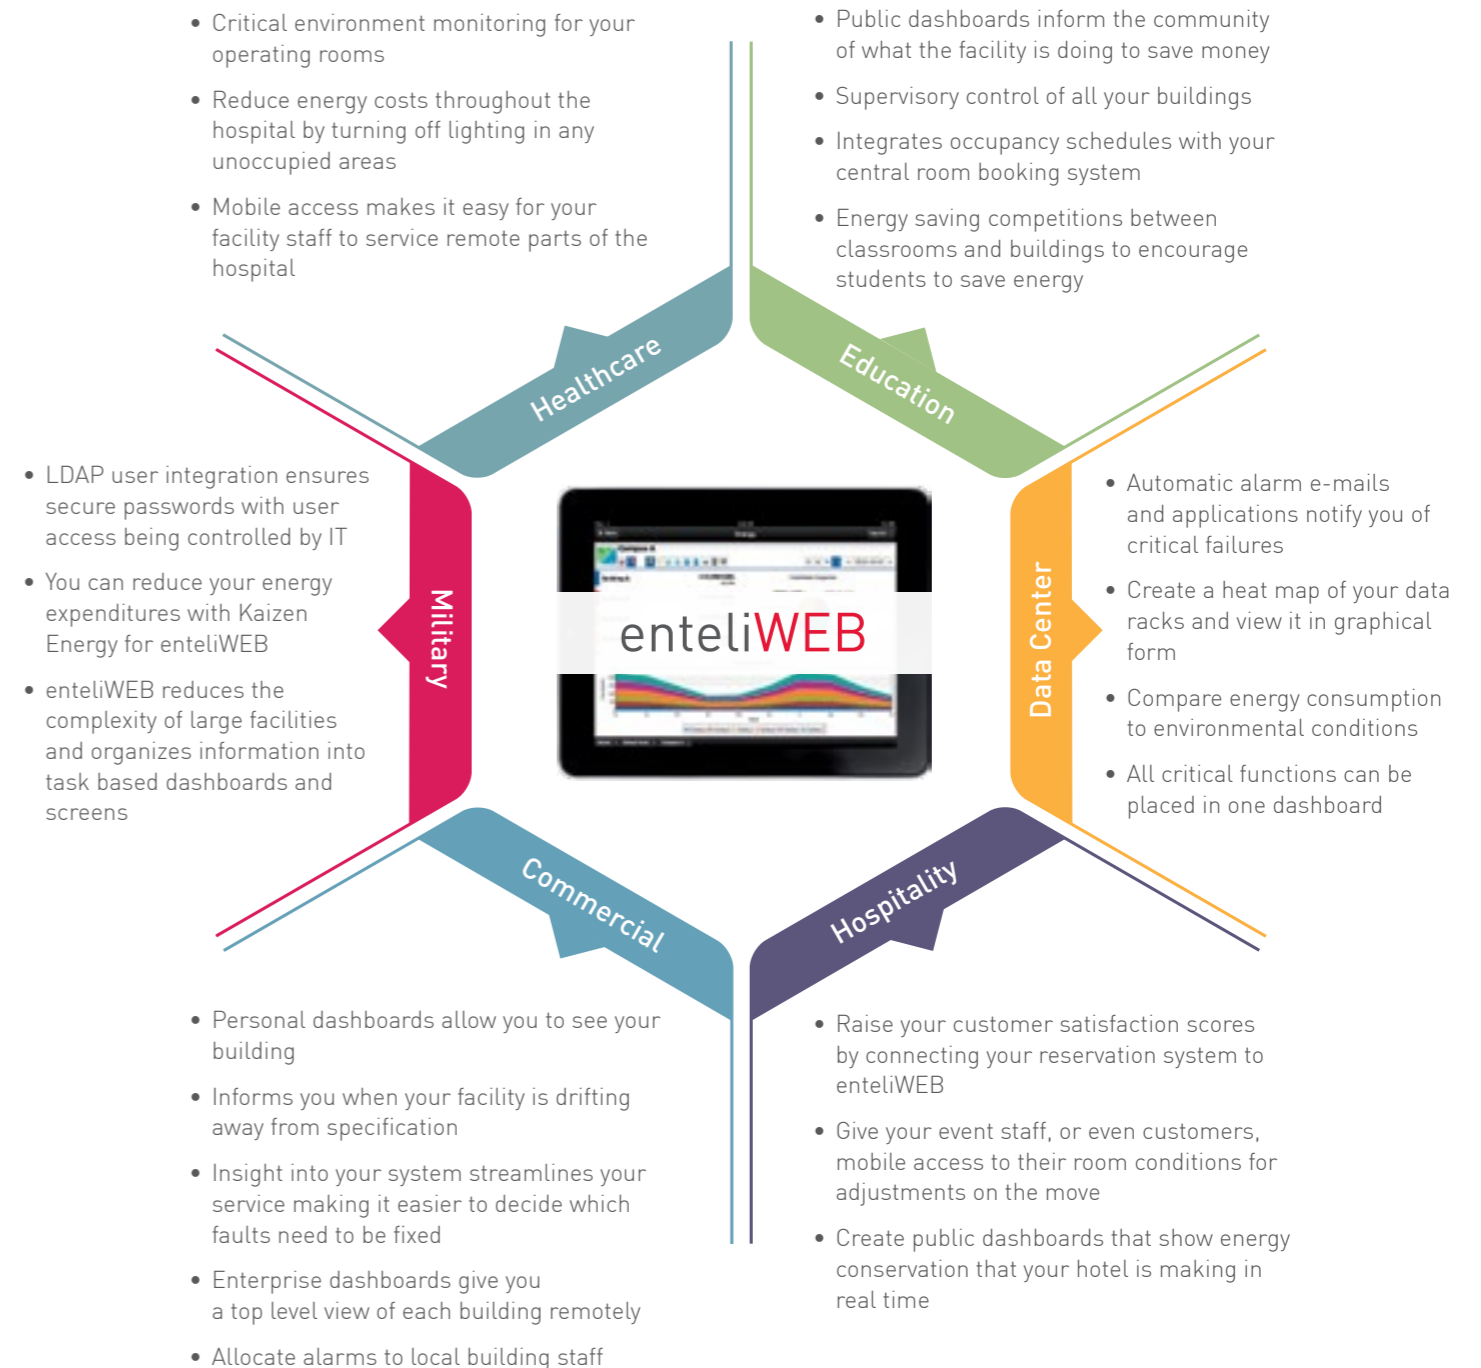 • Critical environment monitoring for your
operating rooms
• Reduce energy costs throughout the
hospital by turning off lighting in any
unoccupied areas
• Mobile access makes it easy for your
facility staff to service remote parts of the
hospital
Healthcare
• Public dashboards inform the community
of what the facility is doing to save money
• Supervisory control of all your buildings
• Integrates occupancy schedules with your
central room booking system
• Energy saving competitions between
classrooms and buildings to encourage
students to save energy
Education
• LDAP user integration ensures
secure passwords with user
access being controlled by IT
• You can reduce your energy
expenditures with Kaizen
Energy for enteliWEB
• enteliWEB reduces the
complexity of large facilities
and organizes information into
task based dashboards and
screens
Military
enteliWEB
Data Center
• Automatic alarm e-mails
and applications notify you of
critical failures
• Create a heat map of your data
racks and view it in graphical
form
• Compare energy consumption
to environmental conditions
• All critical functions can be
placed in one dashboard
Commercial
• Personal dashboards allow you to see your
building
• Informs you when your facility is drifting
away from specification
• Insight into your system streamlines your
service making it easier to decide which
faults need to be fixed
• Enterprise dashboards give you
a top level view of each building remotely
• Allocate alarms to local building staff
Hospitality
• Raise your customer satisfaction scores
by connecting your reservation system to
enteliWEB
• Give your event staff, or even customers,
mobile access to their room conditions for
adjustments on the move
• Create public dashboards that show energy
conservation that your hotel is making in
real time